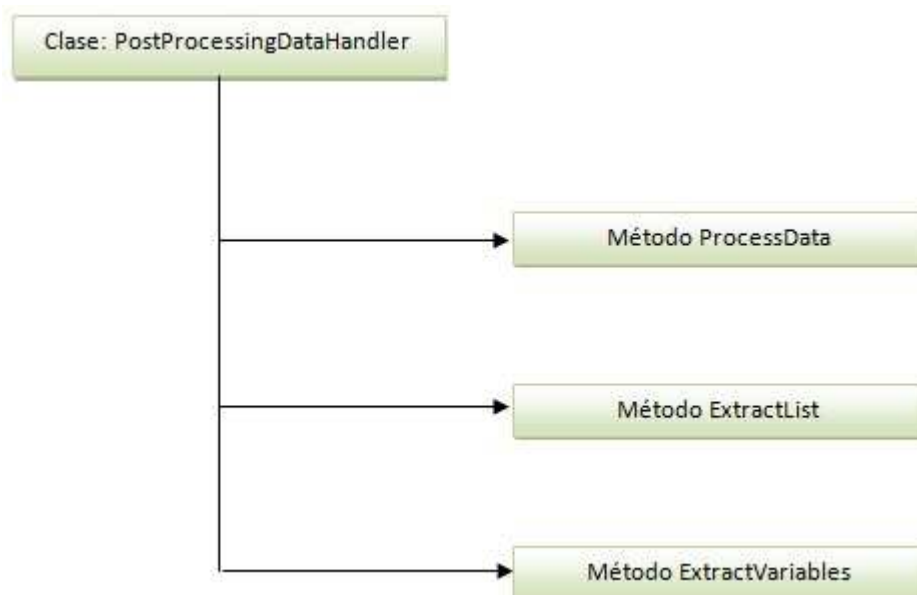 Clase: PostProcessingDataHandler
Método ProcessData
Método ExtractList
Método ExtractVariables